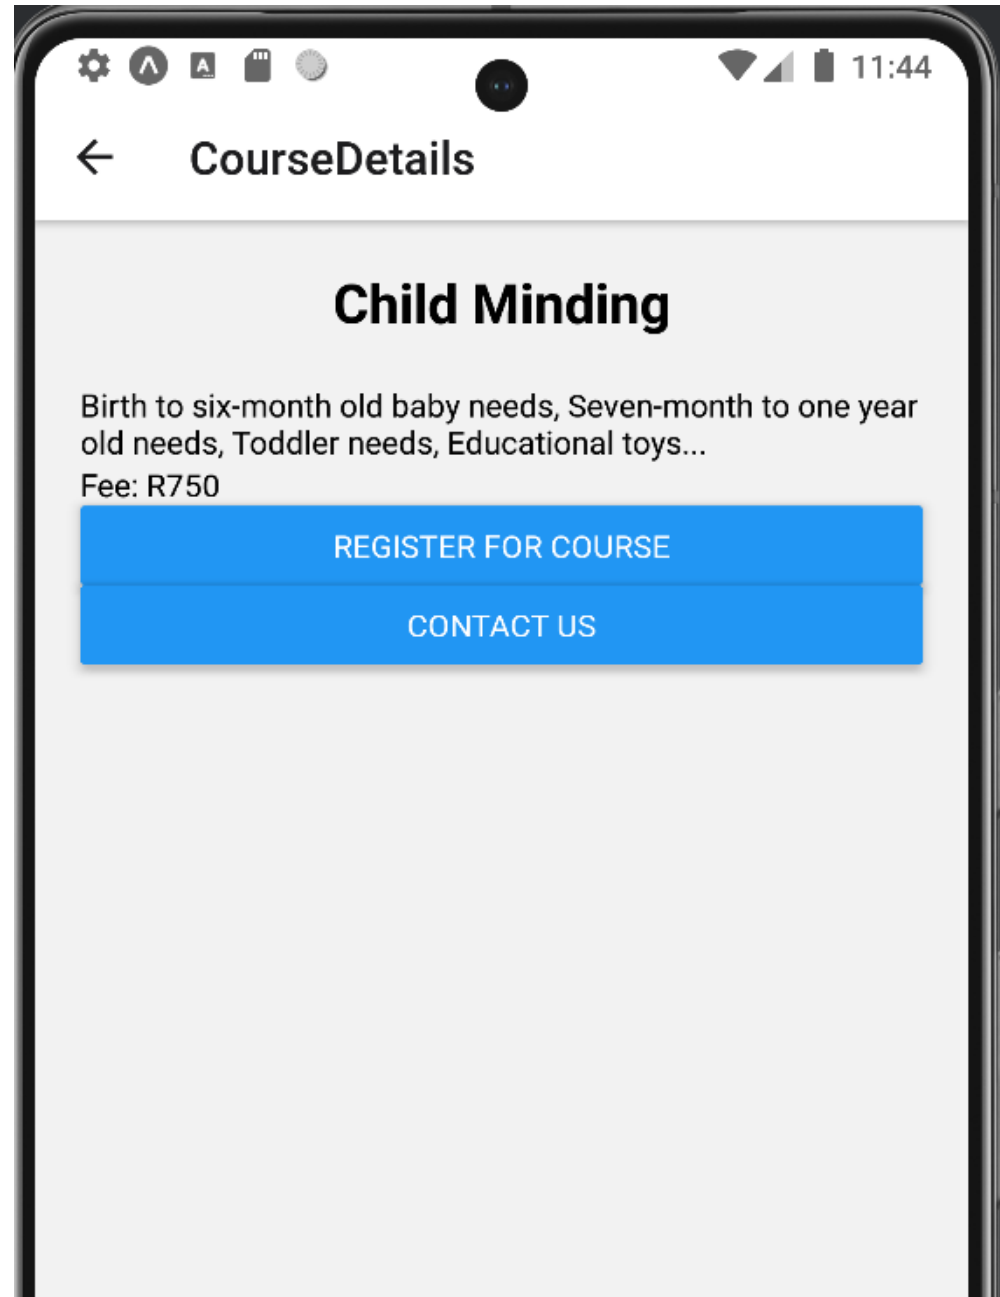 11:44
CourseDetails
Child Minding
Birth to six-month old baby needs, Seven-month to one year
old needs, Toddler needs, Educational toys...
Fee: R750
REGISTER FOR COURSE
CONTACT US